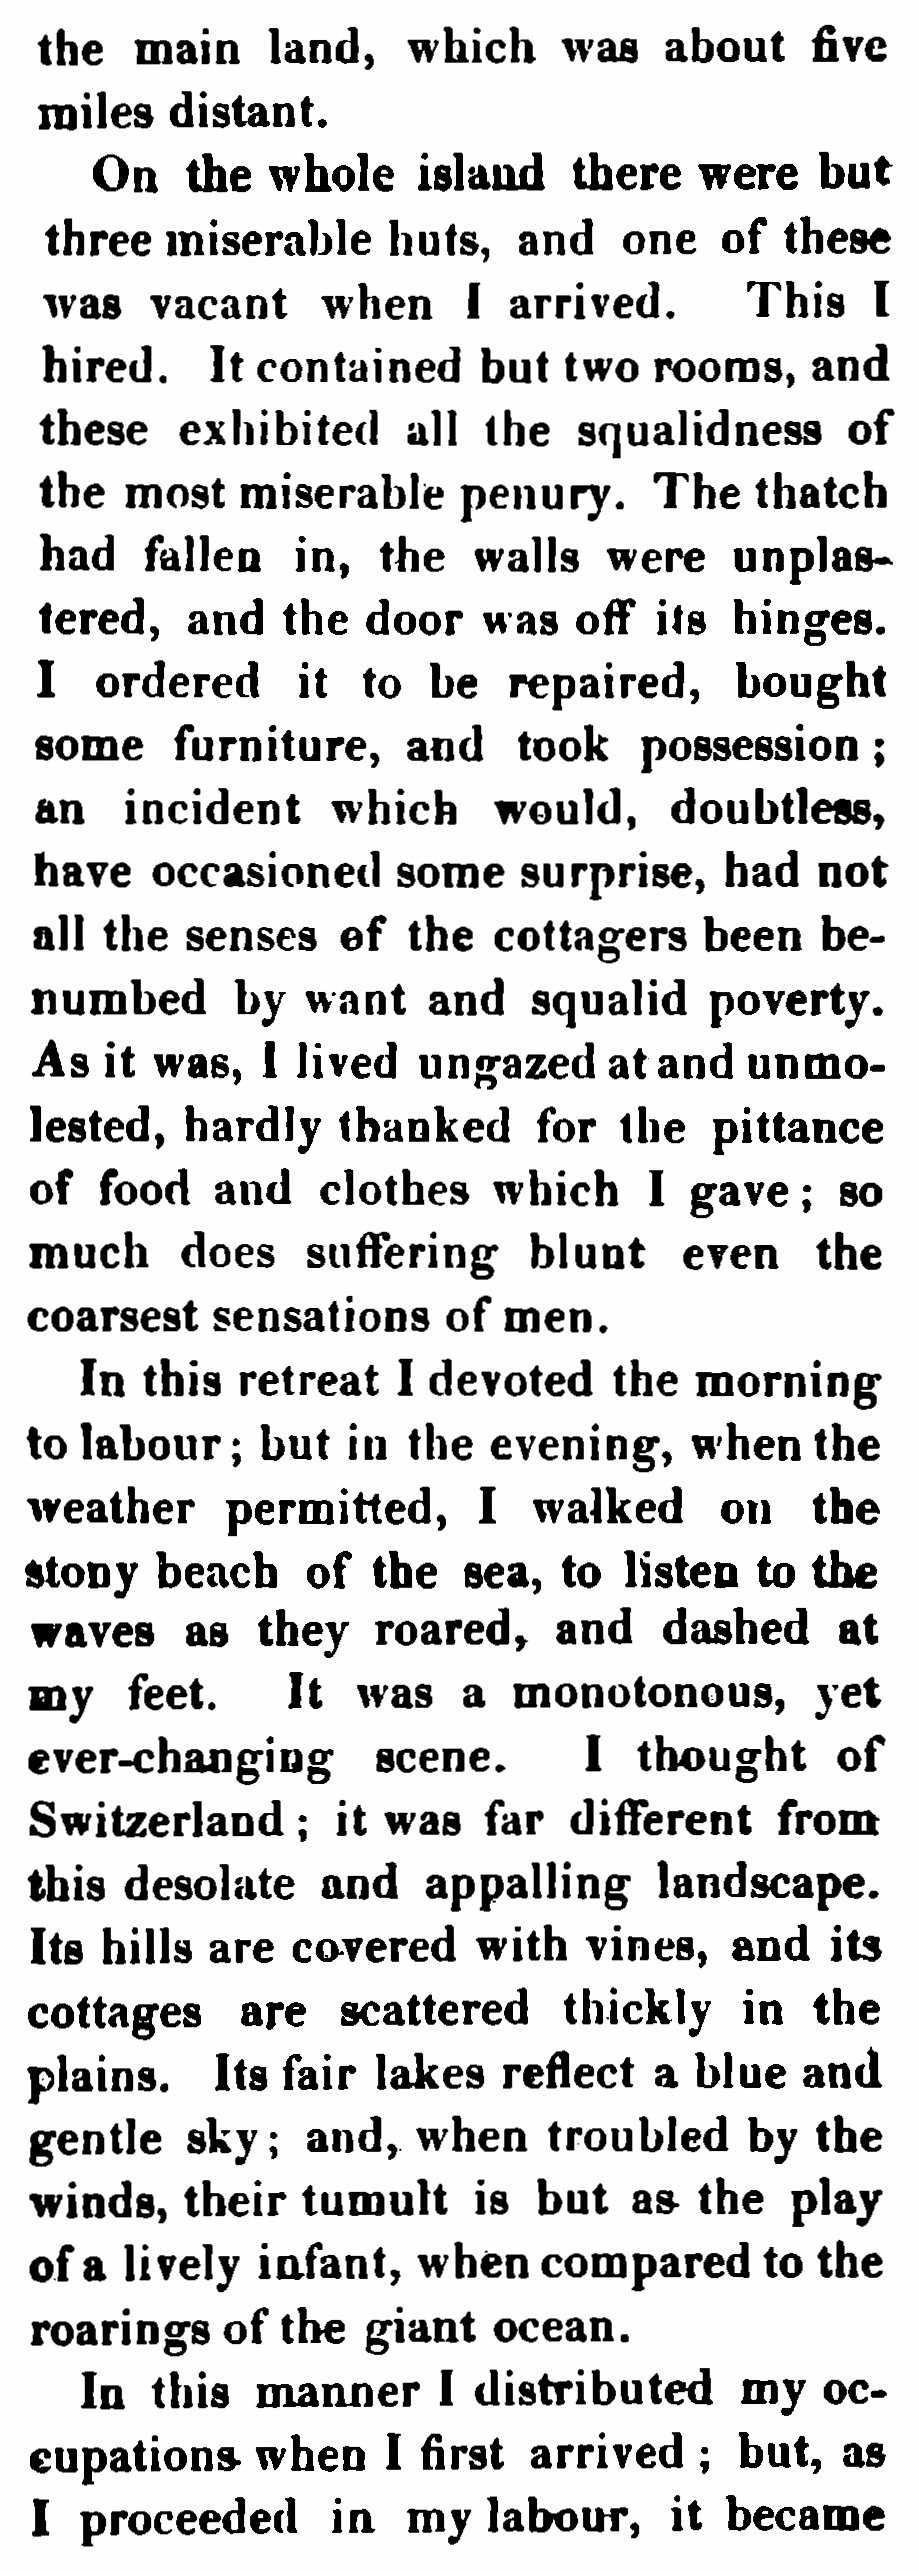 the main land, which was about five
miles distant.
On the whole island there were but
three miserable huts, and one of these
was vacant when I arrived. This I
hired. It contained but two rooms, and
these exhibited all the squalidness of
the most miserable penury. The thatch
had fallen in, the walls were unplas-
tered, and the door was off its hinges.
I ordered it to be repaired, bought
some furniture, and took possession ;
an incident which would, doubtless,
have occasioned some surprise, had not
all the senses of the cottagers been be-
numbed by want and squalid poverty.
As it was, I lived ungazed at and unmo-
lested, hardly thanked for the pittance
of food and clothes which I gave ; so
much does suffering blunt even the
coarsest sensations of men.
In this retreat I devoted the morning
to labour ; but in the evening, when the
weather permitted, I walked on the
stony beach of the sea, to listen to the
waves as they roared, and dashed at
my feet. It was a monotonous, yet
ever-changing scene. I thought of
Switzerland ; it was far different from
this desolate and appalling landscape.
Its hills are covered with vines, and its
cottages are scattered thickly in the
plains. Its fair lakes reflect a blue and
gentle sky ; and, when troubled by the
winds, their tumult is but as the play
of a lively infant, when compared to the
roarings of the giant ocean.
In this manner I distributed my oc-
cupations when I first arrived ; but, as
I proceeded in my labour, it became